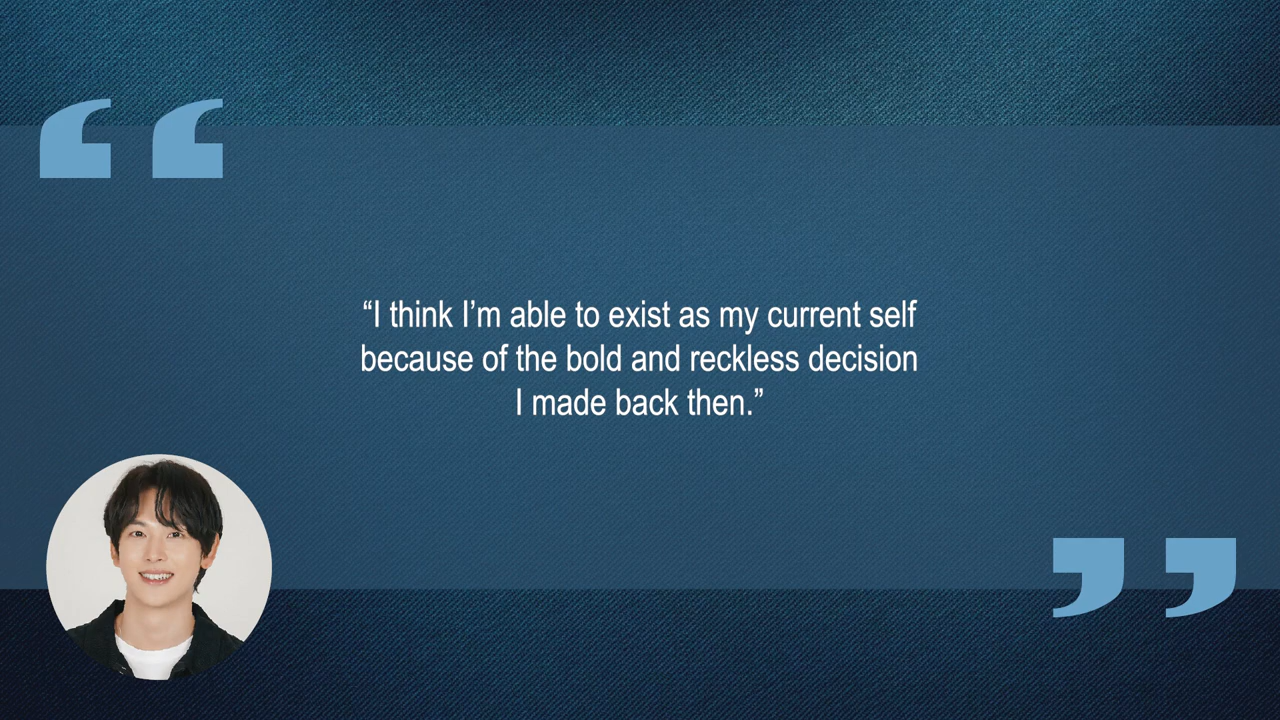 “I think I’m able to exist as my current self
because of the bold and reckless decision
I made back then.”